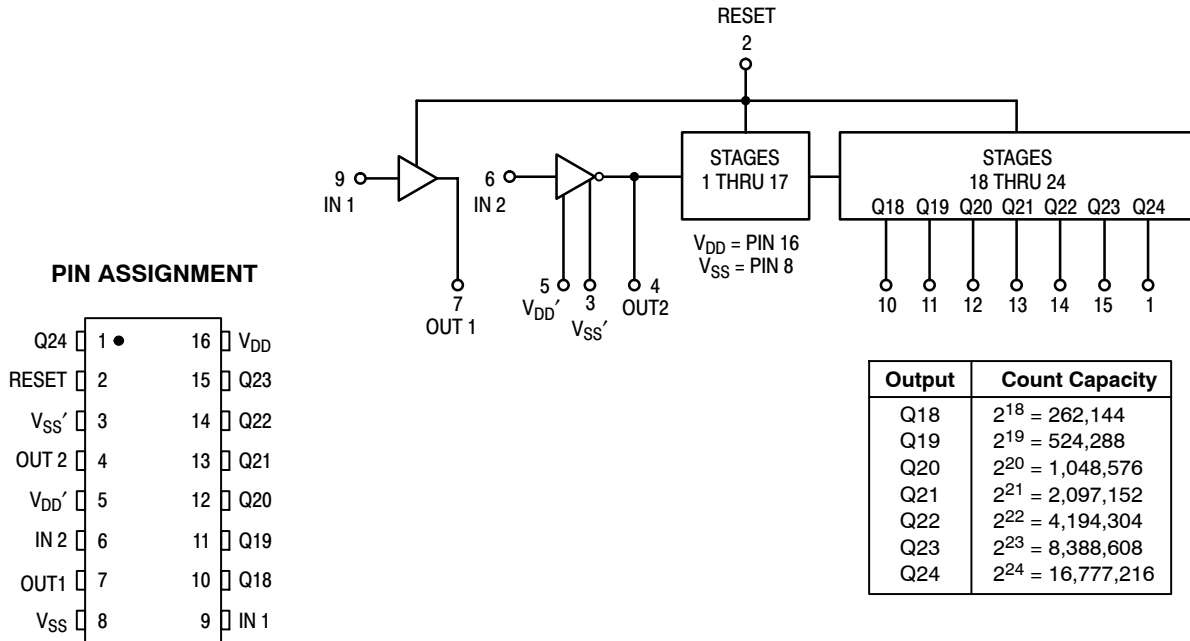 RESET
2
9
IN 1
6
IN 2
STAGES
1 THRU 17
STAGES
18 THRU 24
Q18 Q19 Q20 Q21 Q22 Q23 Q24
V_DD = PIN 16
V_SS = PIN 8
7
OUT 1
5
V_DD′
3
V_SS′
4
OUT2
10 11 12 13 14 15 1
PIN ASSIGNMENT
Q24 1 16 V_DD
RESET 2 15 Q23
V_SS′ 3 14 Q22
OUT 2 4 13 Q21
V_DD′ 5 12 Q20
IN 2 6 11 Q19
OUT1 7 10 Q18
V_SS 8 9 IN 1
Output Count Capacity
Q18 2^18 = 262,144
Q19 2^19 = 524,288
Q20 2^20 = 1,048,576
Q21 2^21 = 2,097,152
Q22 2^22 = 4,194,304
Q23 2^23 = 8,388,608
Q24 2^24 = 16,777,216